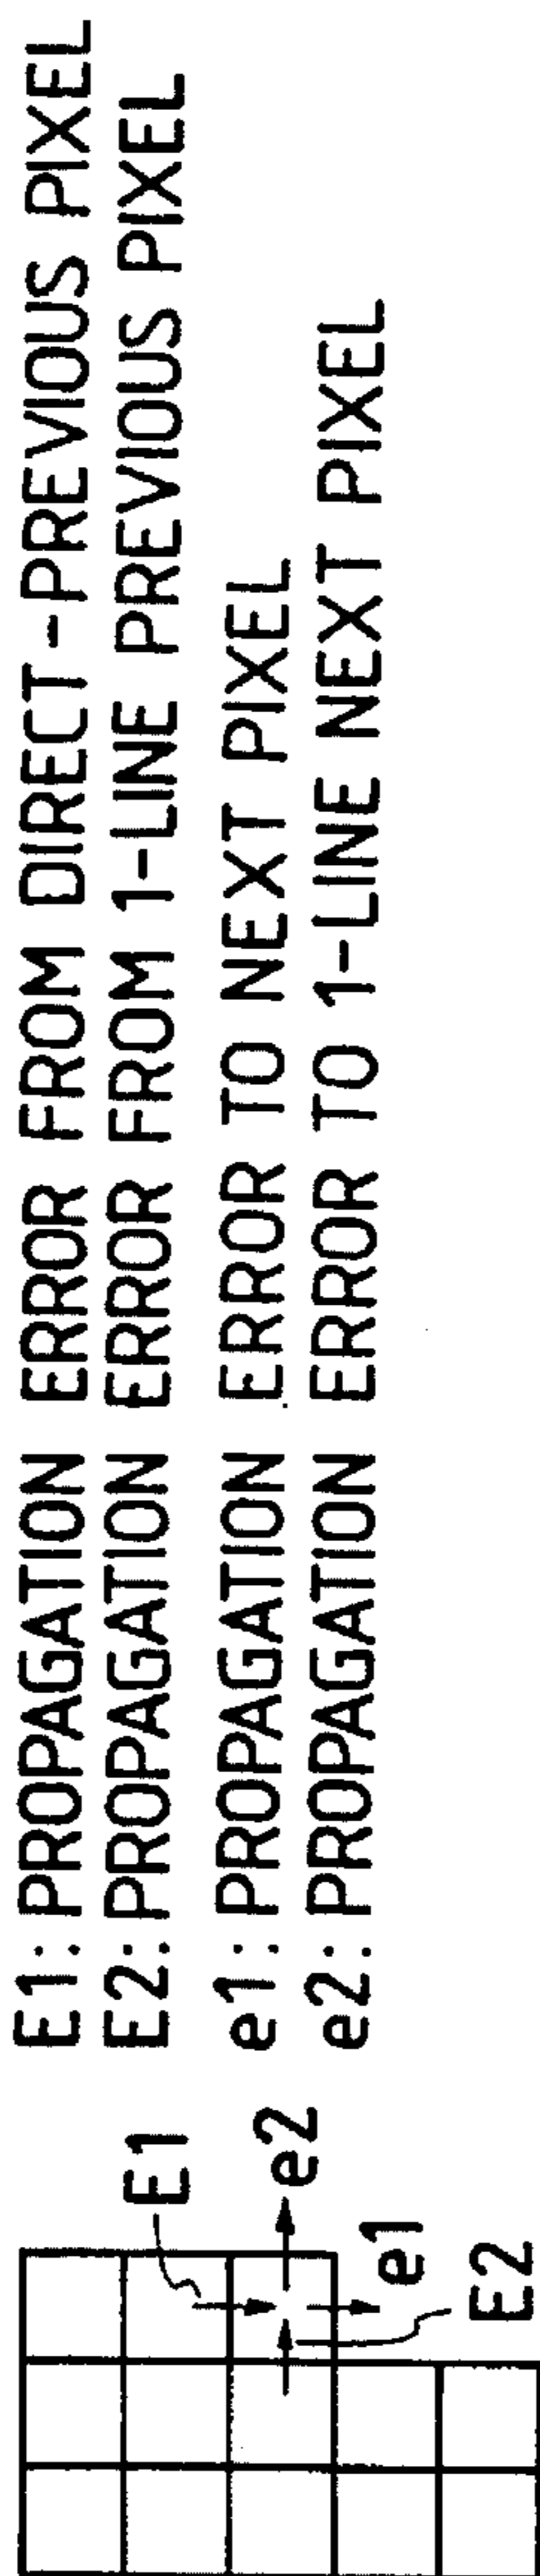 E1: PROPAGATION ERROR FROM DIRECT-PREVIOUS PIXEL
E2: PROPAGATION ERROR FROM 1-LINE PREVIOUS PIXEL
e1: PROPAGATION ERROR TO NEXT PIXEL
e2: PROPAGATION ERROR TO 1-LINE NEXT PIXEL
E1
e2
e1
E2